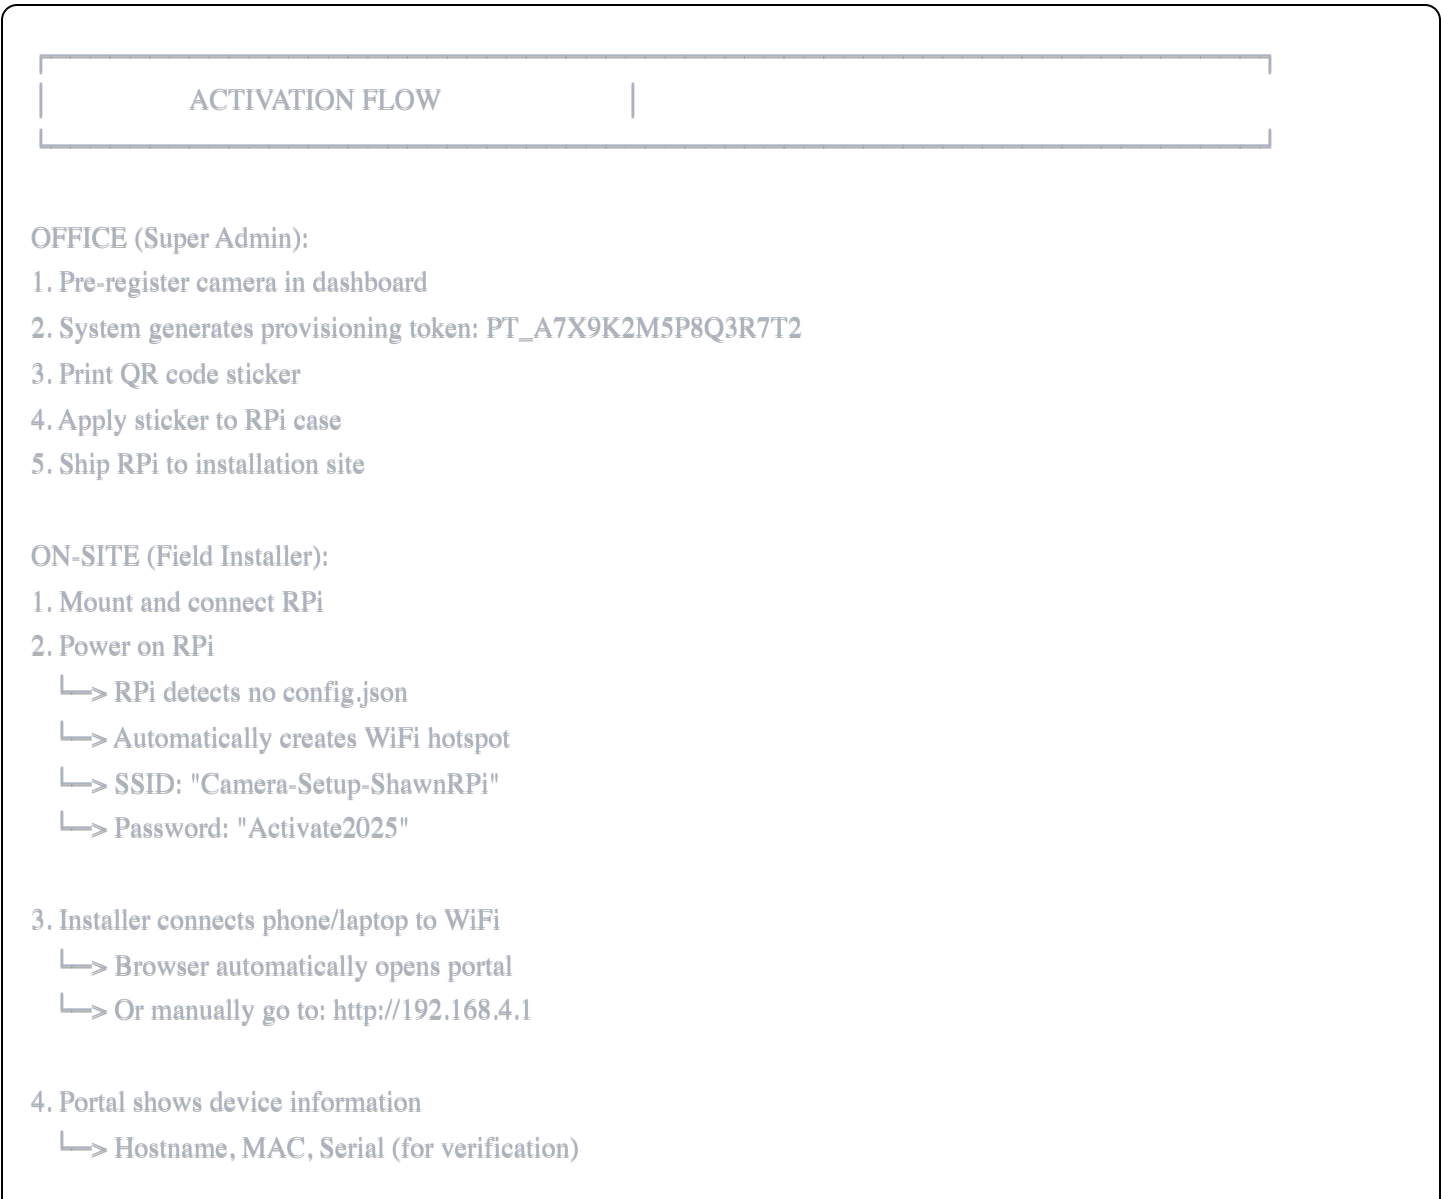 ACTIVATION FLOW
OFFICE (Super Admin):
1. Pre-register camera in dashboard
2. System generates provisioning token: PT_A7X9K2M5P8Q3R7T2
3. Print QR code sticker
4. Apply sticker to RPi case
5. Ship RPi to installation site
ON-SITE (Field Installer):
1. Mount and connect RPi
2. Power on RPi
└─> RPi detects no config.json
└─> Automatically creates WiFi hotspot
└─> SSID: "Camera-Setup-ShawnRPi"
└─> Password: "Activate2025"
3. Installer connects phone/laptop to WiFi
└─> Browser automatically opens portal
└─> Or manually go to: http://192.168.4.1
4. Portal shows device information
└─> Hostname, MAC, Serial (for verification)